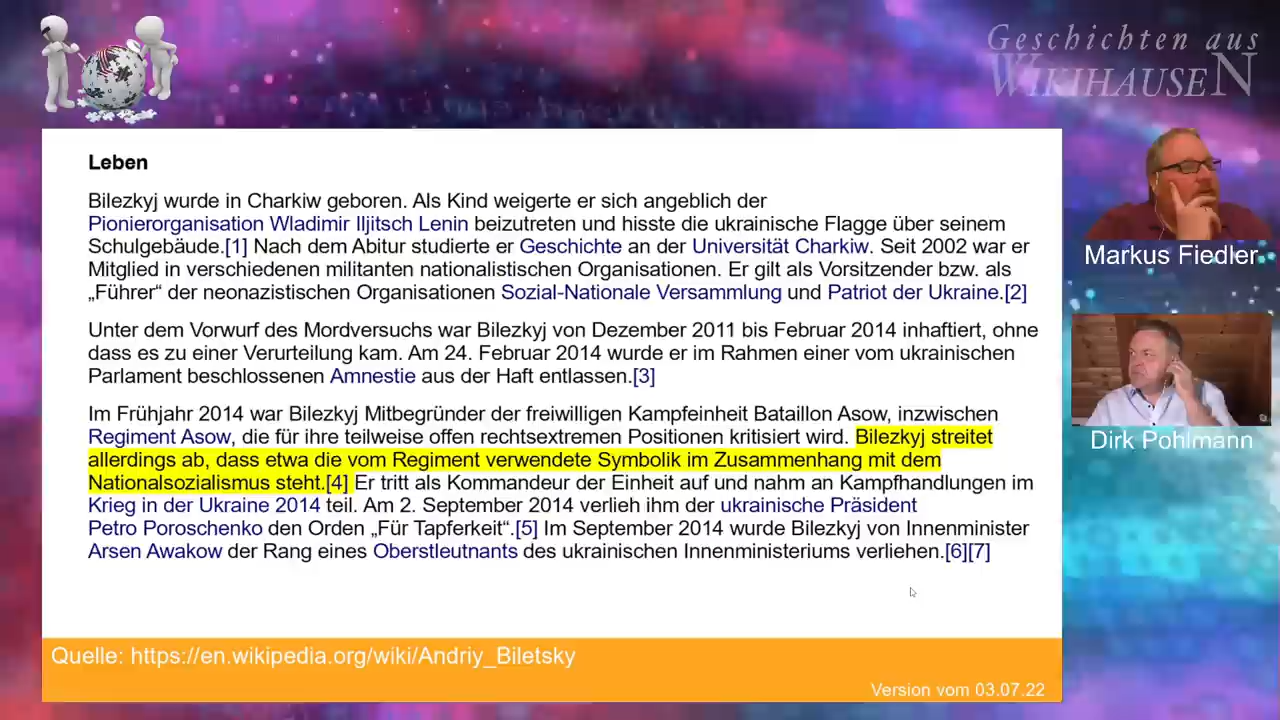 Geschichten aus
WIKIHAUSEN
Leben
Bilezkyj wurde in Charkiw geboren. Als Kind weigerte er sich angeblich der
Pionierorganisation Wladimir Iljitsch Lenin beizutreten und hisste die ukrainische Flagge über seinem
Schulgebäude.[1] Nach dem Abitur studierte er Geschichte an der Universität Charkiw. Seit 2002 war er
Mitglied in verschiedenen militanten nationalistischen Organisationen. Er gilt als Vorsitzender bzw. als
„Führer“ der neonazistischen Organisationen Sozial-Nationale Versammlung und Patriot der Ukraine.[2]
Unter dem Vorwurf des Mordversuchs war Bilezkyj von Dezember 2011 bis Februar 2014 inhaftiert, ohne
dass es zu einer Verurteilung kam. Am 24. Februar 2014 wurde er im Rahmen einer vom ukrainischen
Parlament beschlossenen Amnestie aus der Haft entlassen.[3]
Im Frühjahr 2014 war Bilezkyj Mitbegründer der freiwilligen Kampfeinheit Bataillon Asow, inzwischen
Regiment Asow, die für ihre teilweise offen rechtsextremen Positionen kritisiert wird. Bilezkyj streitet
allerdings ab, dass etwa die vom Regiment verwendete Symbolik im Zusammenhang mit dem
Nationalsozialismus steht.[4] Er tritt als Kommandeur der Einheit auf und nahm an Kampfhandlungen im
Krieg in der Ukraine 2014 teil. Am 2. September 2014 verlieh ihm der ukrainische Präsident
Petro Poroschenko den Orden „Für Tapferkeit“.[5] Im September 2014 wurde Bilezkyj von Innenminister
Arsen Awakow der Rang eines Oberstleutnants des ukrainischen Innenministeriums verliehen.[6][7]
Markus Fiedler
Dirk Pohlmann
Quelle: https://en.wikipedia.org/wiki/Andriy_Biletsky
Version vom 03.07.22